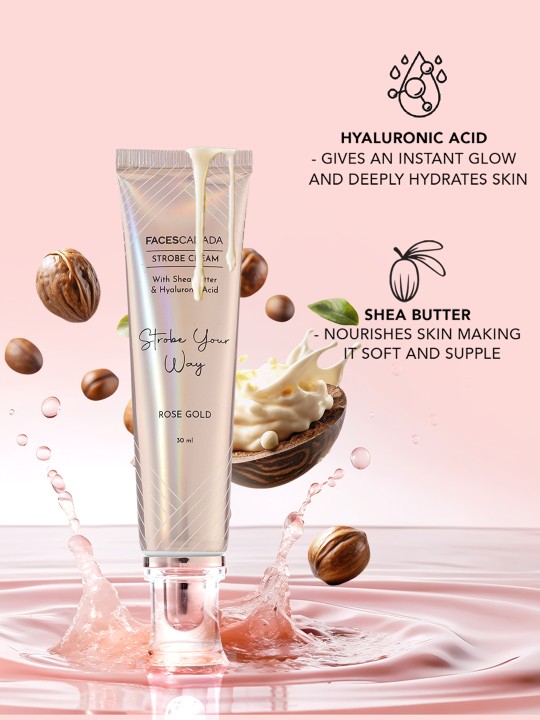 HYALURONIC ACID
- GIVES AN INSTANT GLOW
AND DEEPLY HYDRATES SKIN
SHEA BUTTER
- NOURISHES SKIN MAKING
IT SOFT AND SUPPLE
FACESCANADA
STROBE CREAM
With Shea Butter
& Hyaluronic Acid
Strobe Your
Way
ROSE GOLD
30 ml